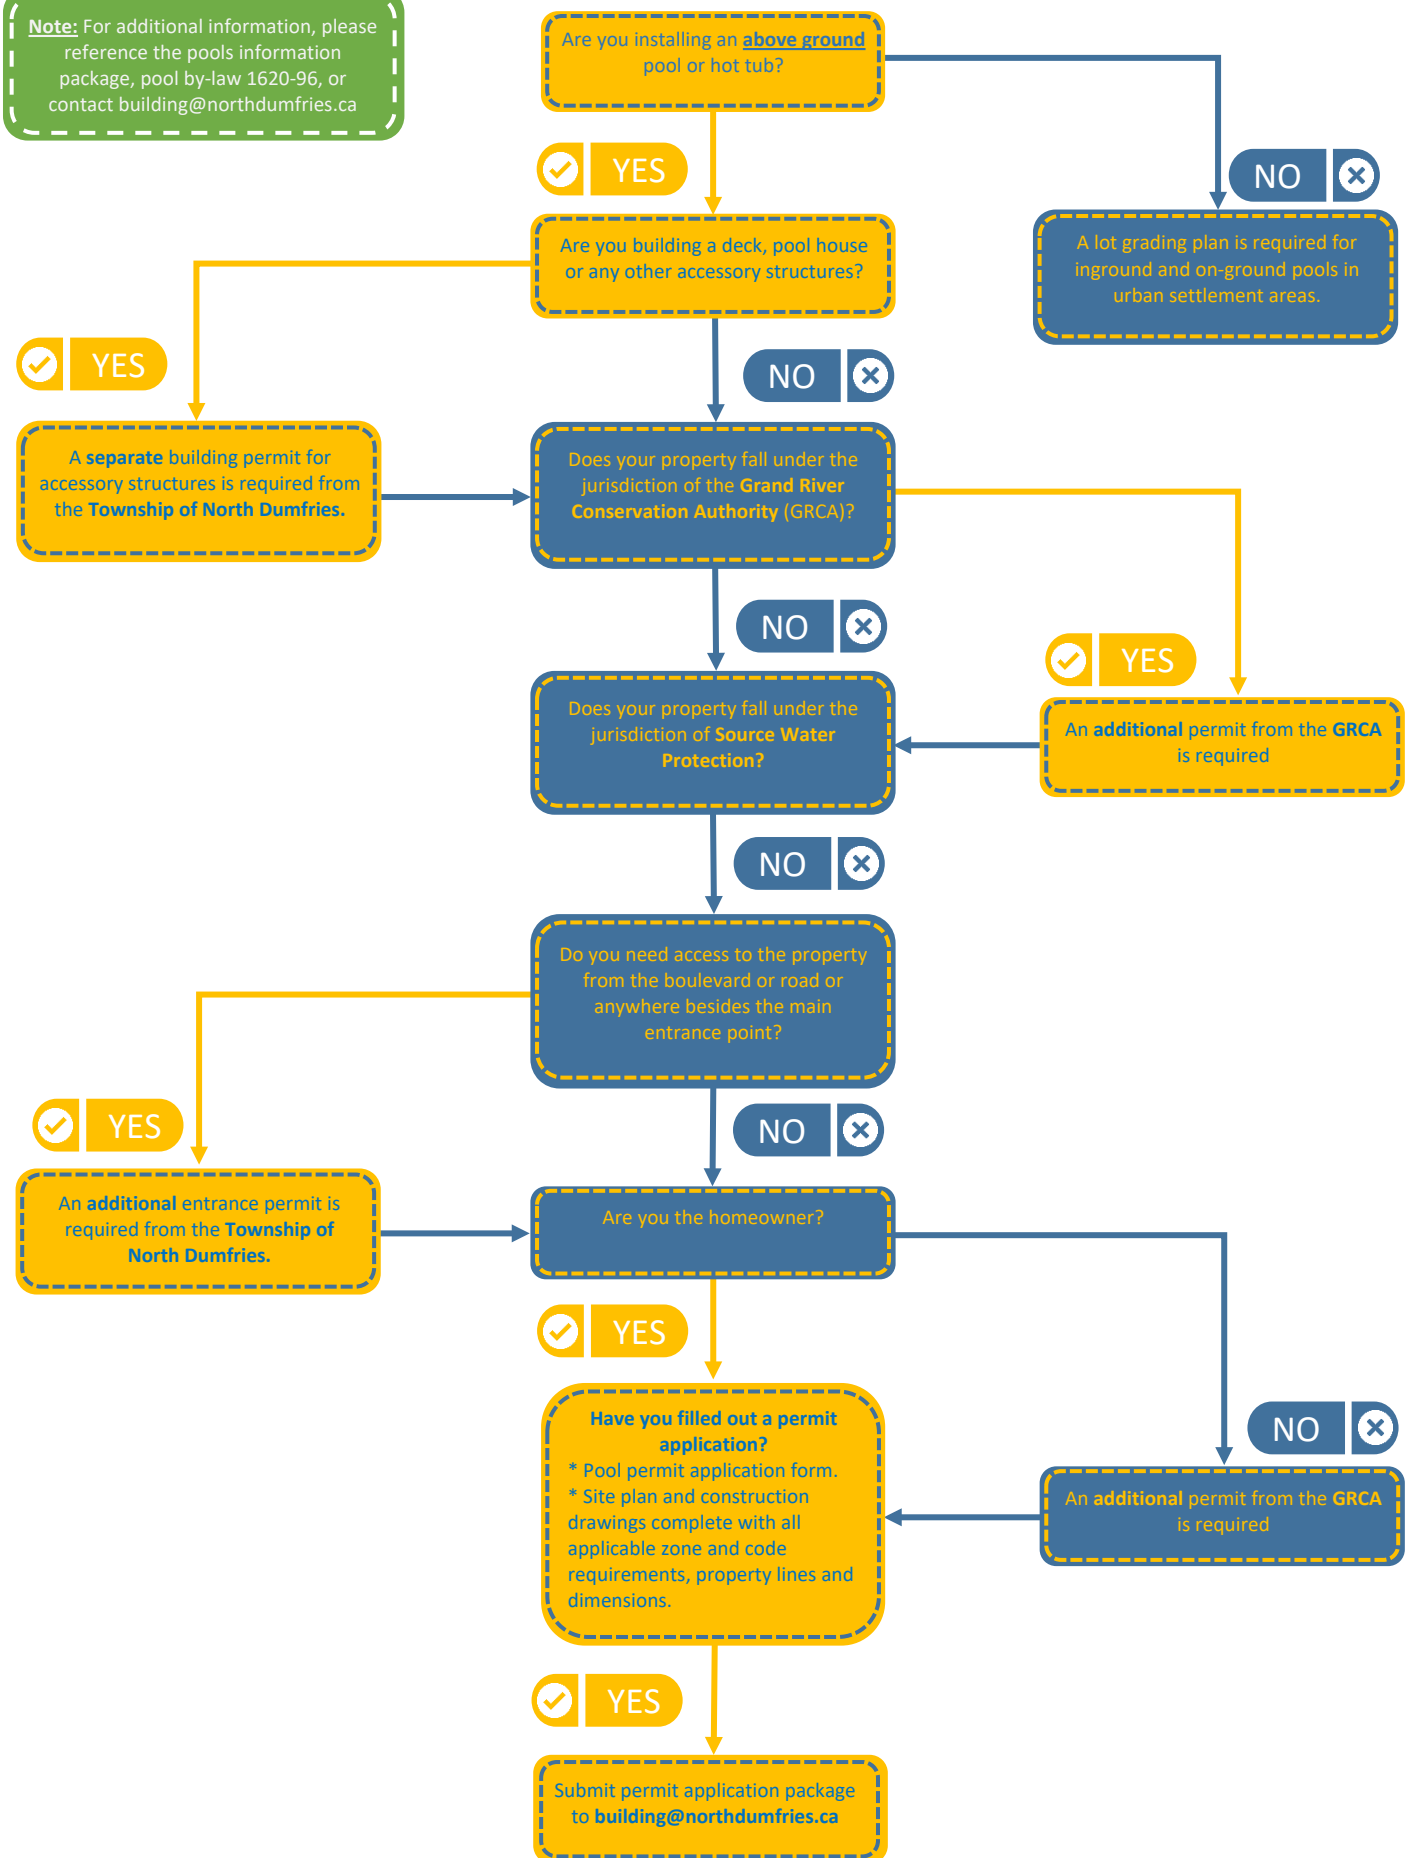 Note: For additional information, please
reference the pools information
package, pool by-law 1620-96, or
contact building@northdumfries.ca
Are you installing an above ground
pool or hot tub?
YES
NO
Are you building a deck, pool house
or any other accessory structures?
A lot grading plan is required for
inground and on-ground pools in
urban settlement areas.
YES
NO
A separate building permit for
accessory structures is required from
the Township of North Dumfries.
Does your property fall under the
jurisdiction of the Grand River
Conservation Authority (GRCA)?
NO
YES
Does your property fall under the
jurisdiction of Source Water
Protection?
An additional permit from the GRCA
is required
NO
Do you need access to the property
from the boulevard or road or
anywhere besides the main
entrance point?
YES
NO
An additional entrance permit is
required from the Township of
North Dumfries.
Are you the homeowner?
YES
NO
Have you filled out a permit
application?
* Pool permit application form.
* Site plan and construction
drawings complete with all
applicable zone and code
requirements, property lines and
dimensions.
An additional permit from the GRCA
is required
YES
Submit permit application package
to building@northdumfries.ca